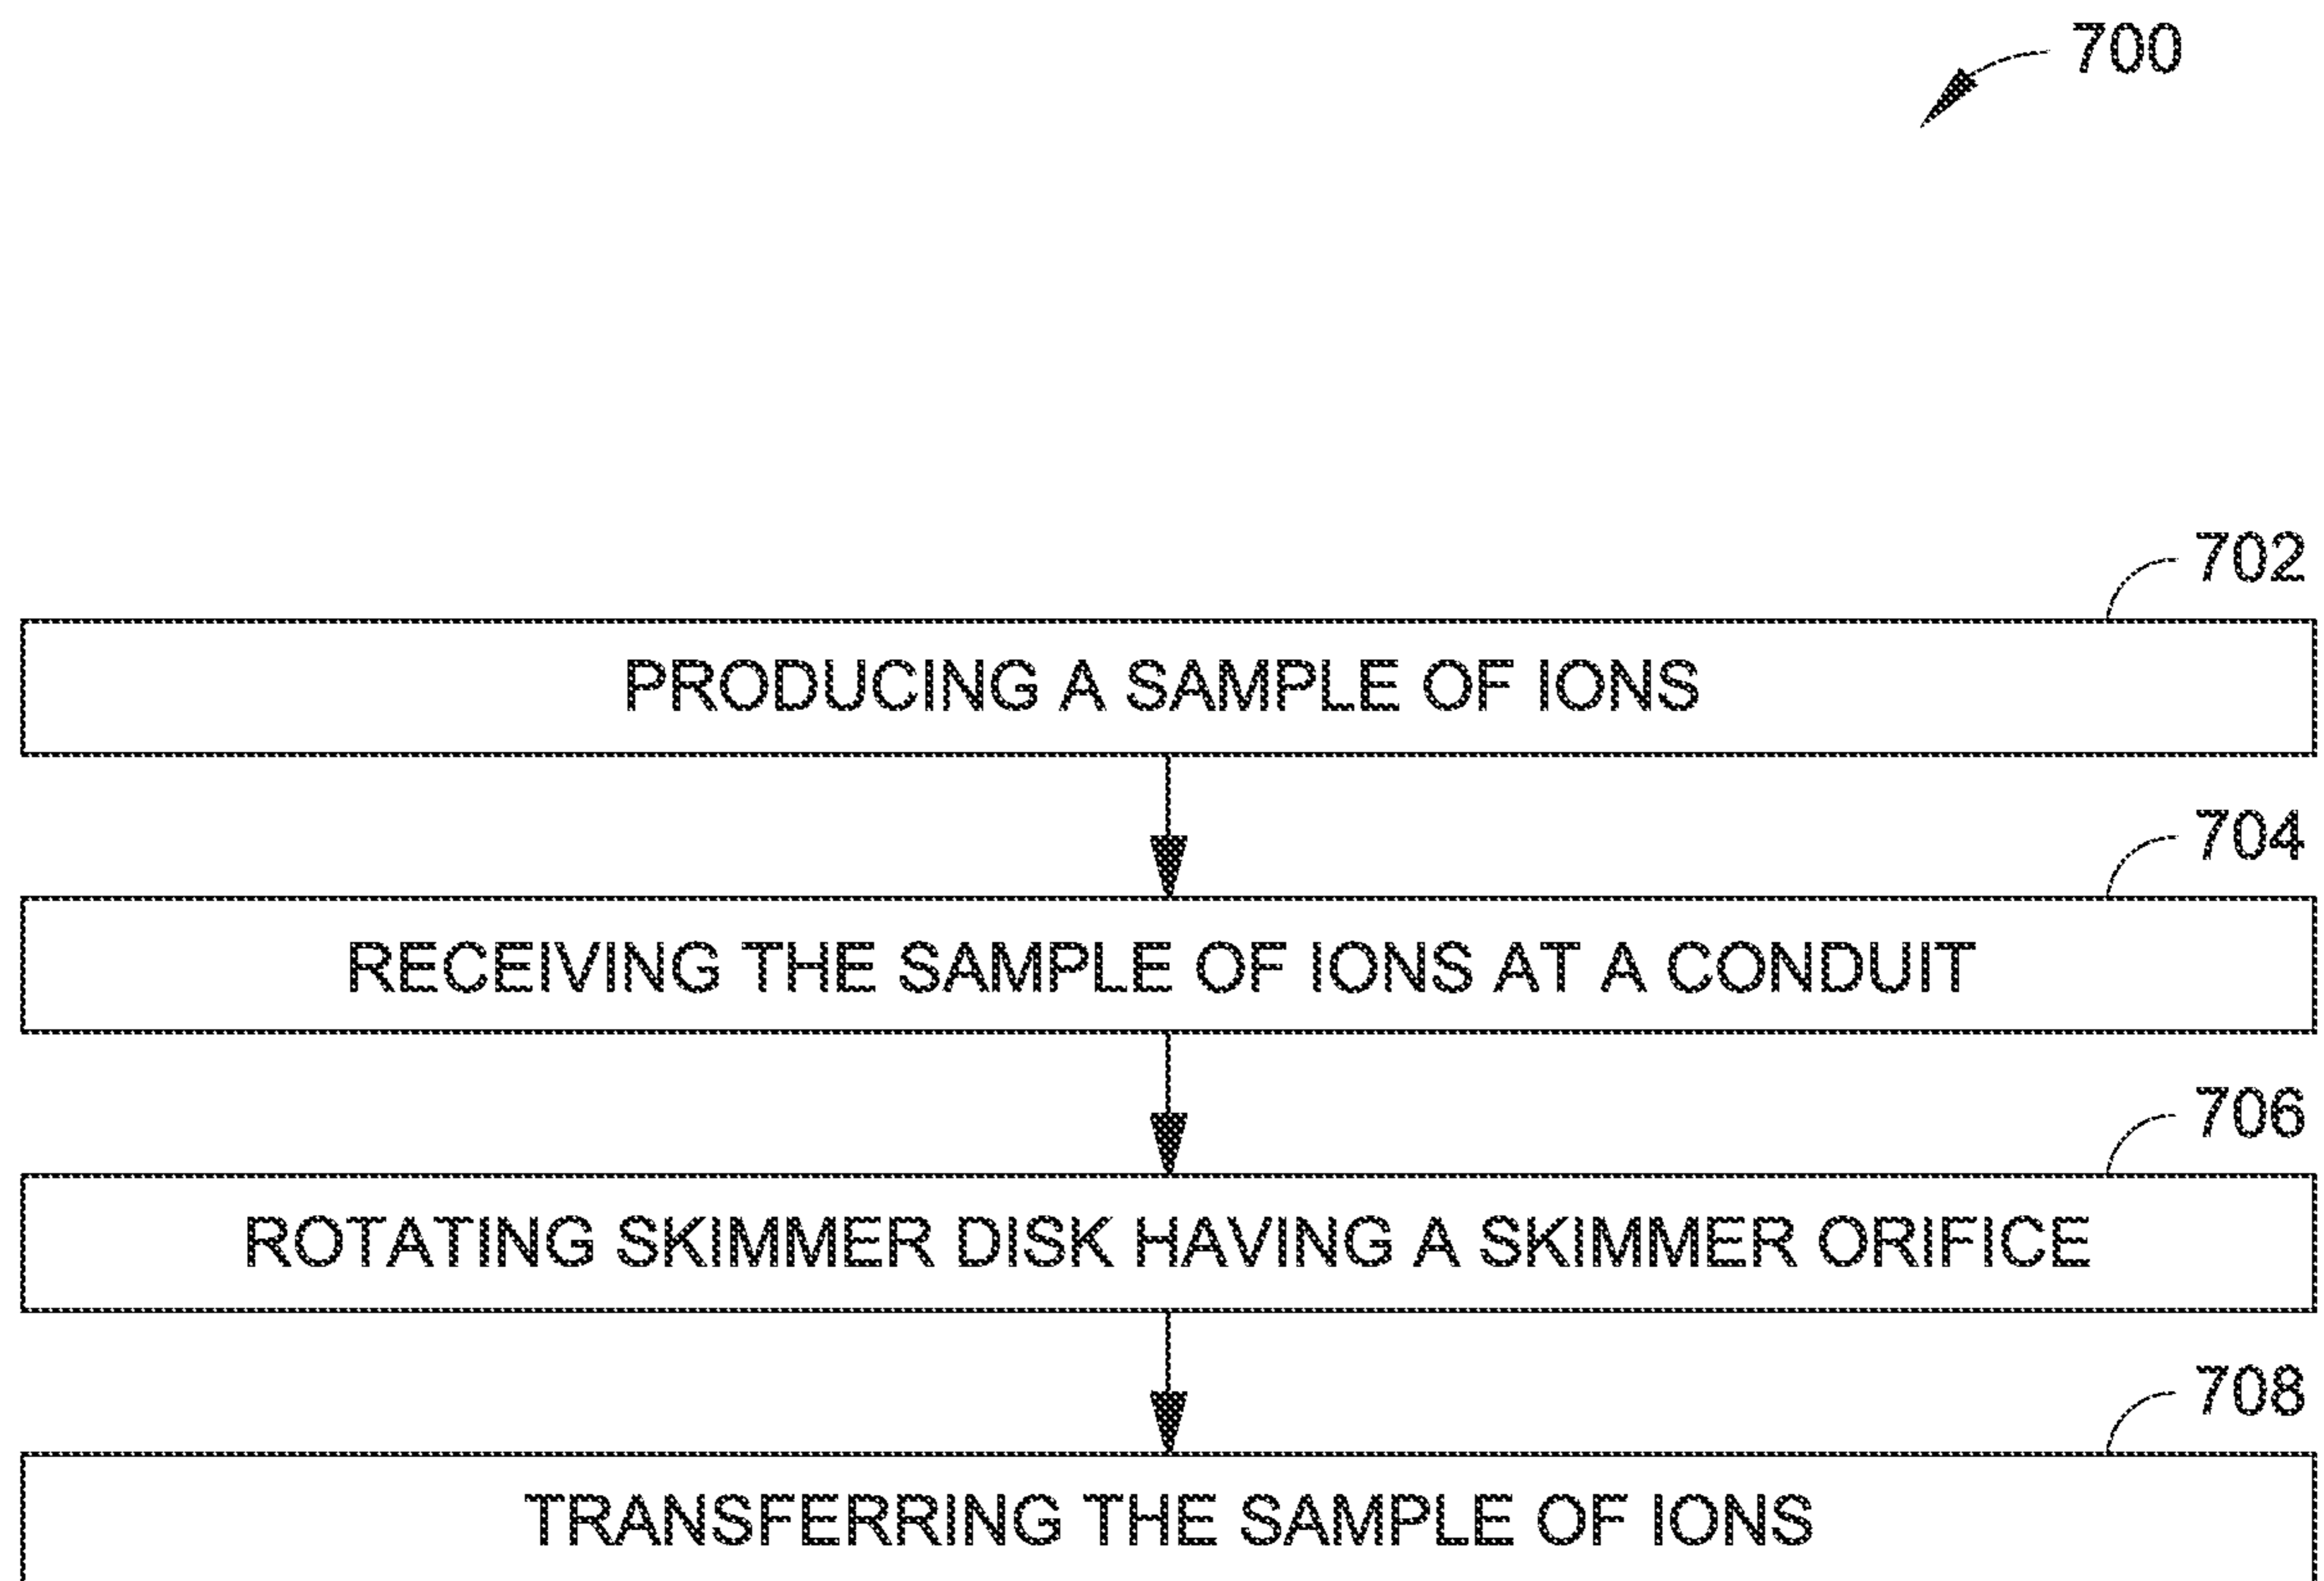 700
702
PRODUCING A SAMPLE OF IONS
704
RECEIVING THE SAMPLE OF IONS AT A CONDUIT
706
ROTATING SKIMMER DISK HAVING A SKIMMER ORIFICE
708
TRANSFERRING THE SAMPLE OF IONS